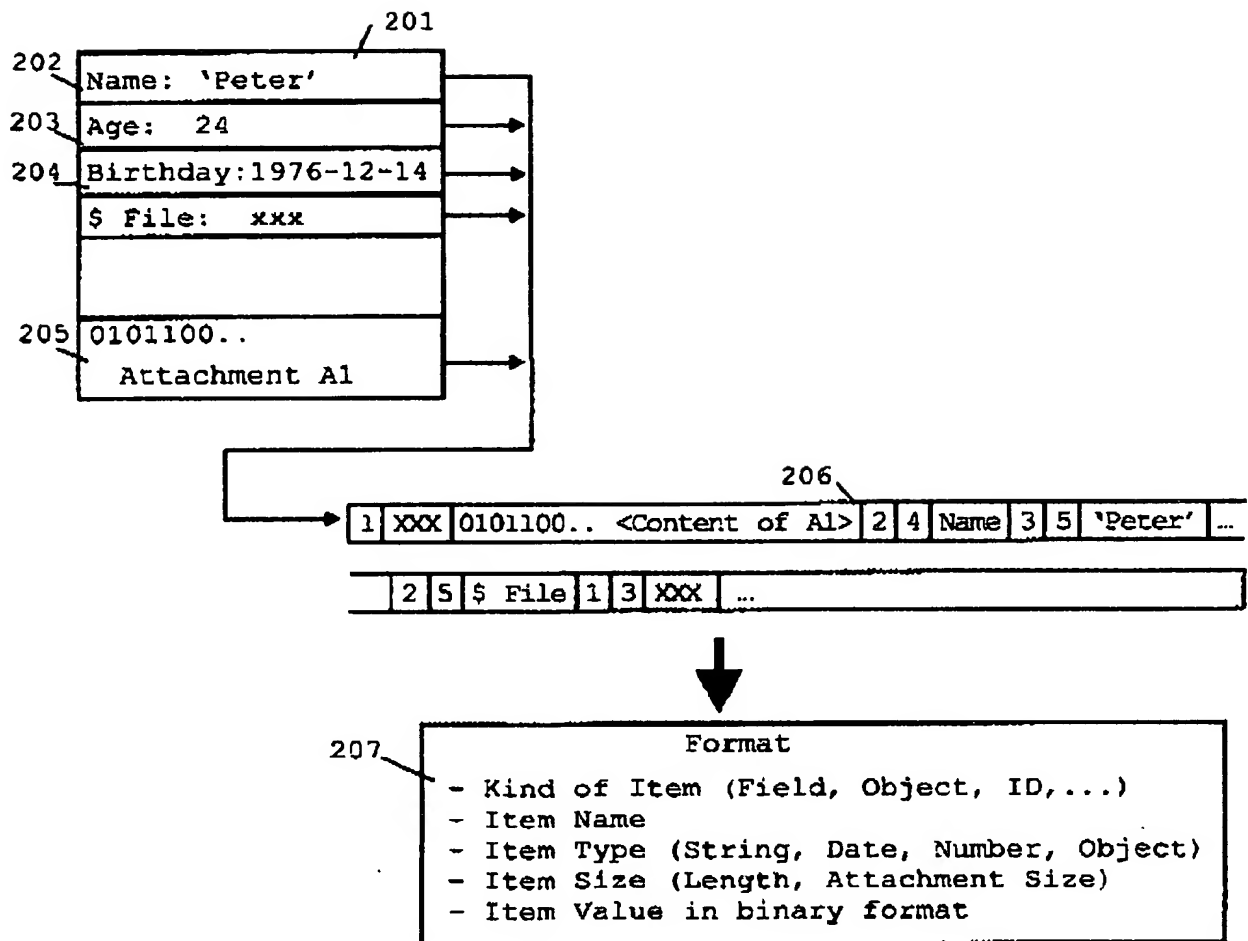 201
202 Name: 'Peter'
203 Age: 24
204 Birthday:1976-12-14
$ File: xxx
205 0101100..
Attachment A1
206
1 XXX 0101100.. <Content of A1> 2 4 Name 3 5 'Peter' …
2 5 $ File 1 3 XXX …
207 Format
- Kind of Item (Field, Object, ID,...)
- Item Name
- Item Type (String, Date, Number, Object)
- Item Size (Length, Attachment Size)
- Item Value in binary format